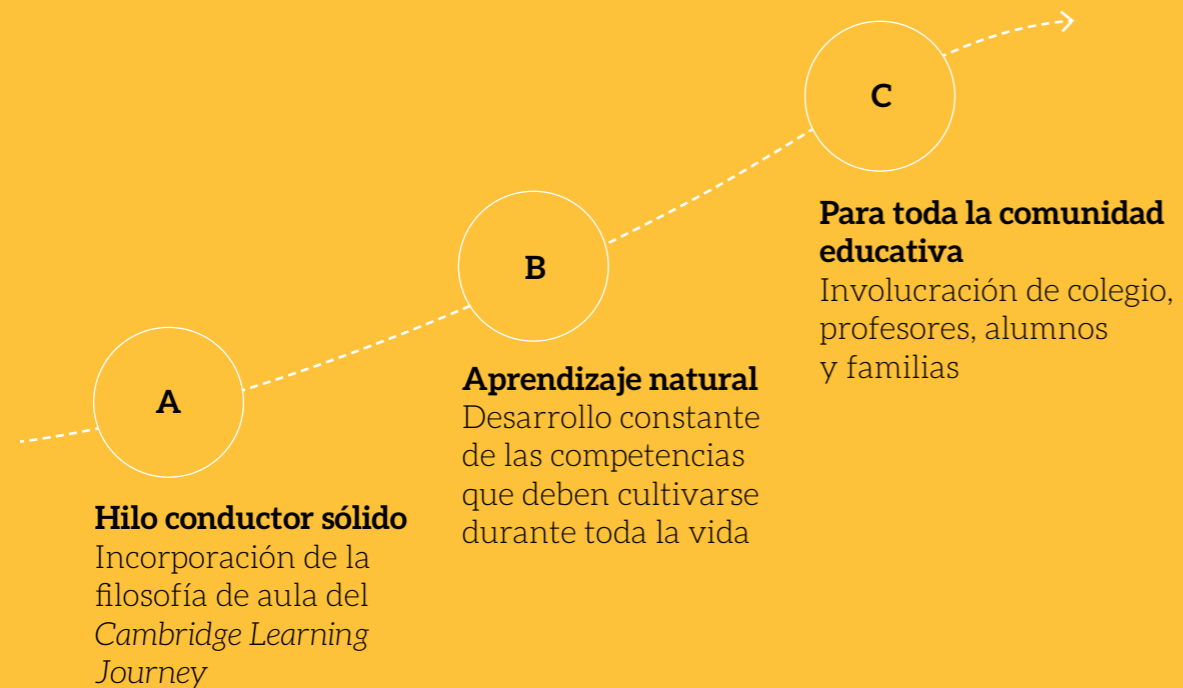 A
Hilo conductor sólido
Incorporación de la
filosofía de aula del
Cambridge Learning
Journey
B
Aprendizaje natural
Desarrollo constante
de las competencias
que deben cultivarse
durante toda la vida
C
Para toda la comunidad
educativa
Involucración de colegio,
profesores, alumnos
y familias